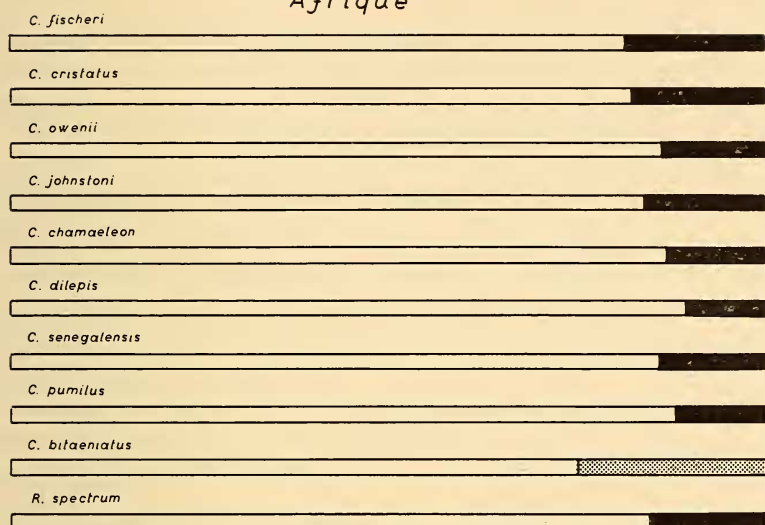 Afrique
C. fischeri
C. cristatus
C. owenii
C. johnstoni
C. chamaeleon
C. dilepis
C. senegalensis
C. pumilus
C. bitaeniatus
R. spectrum